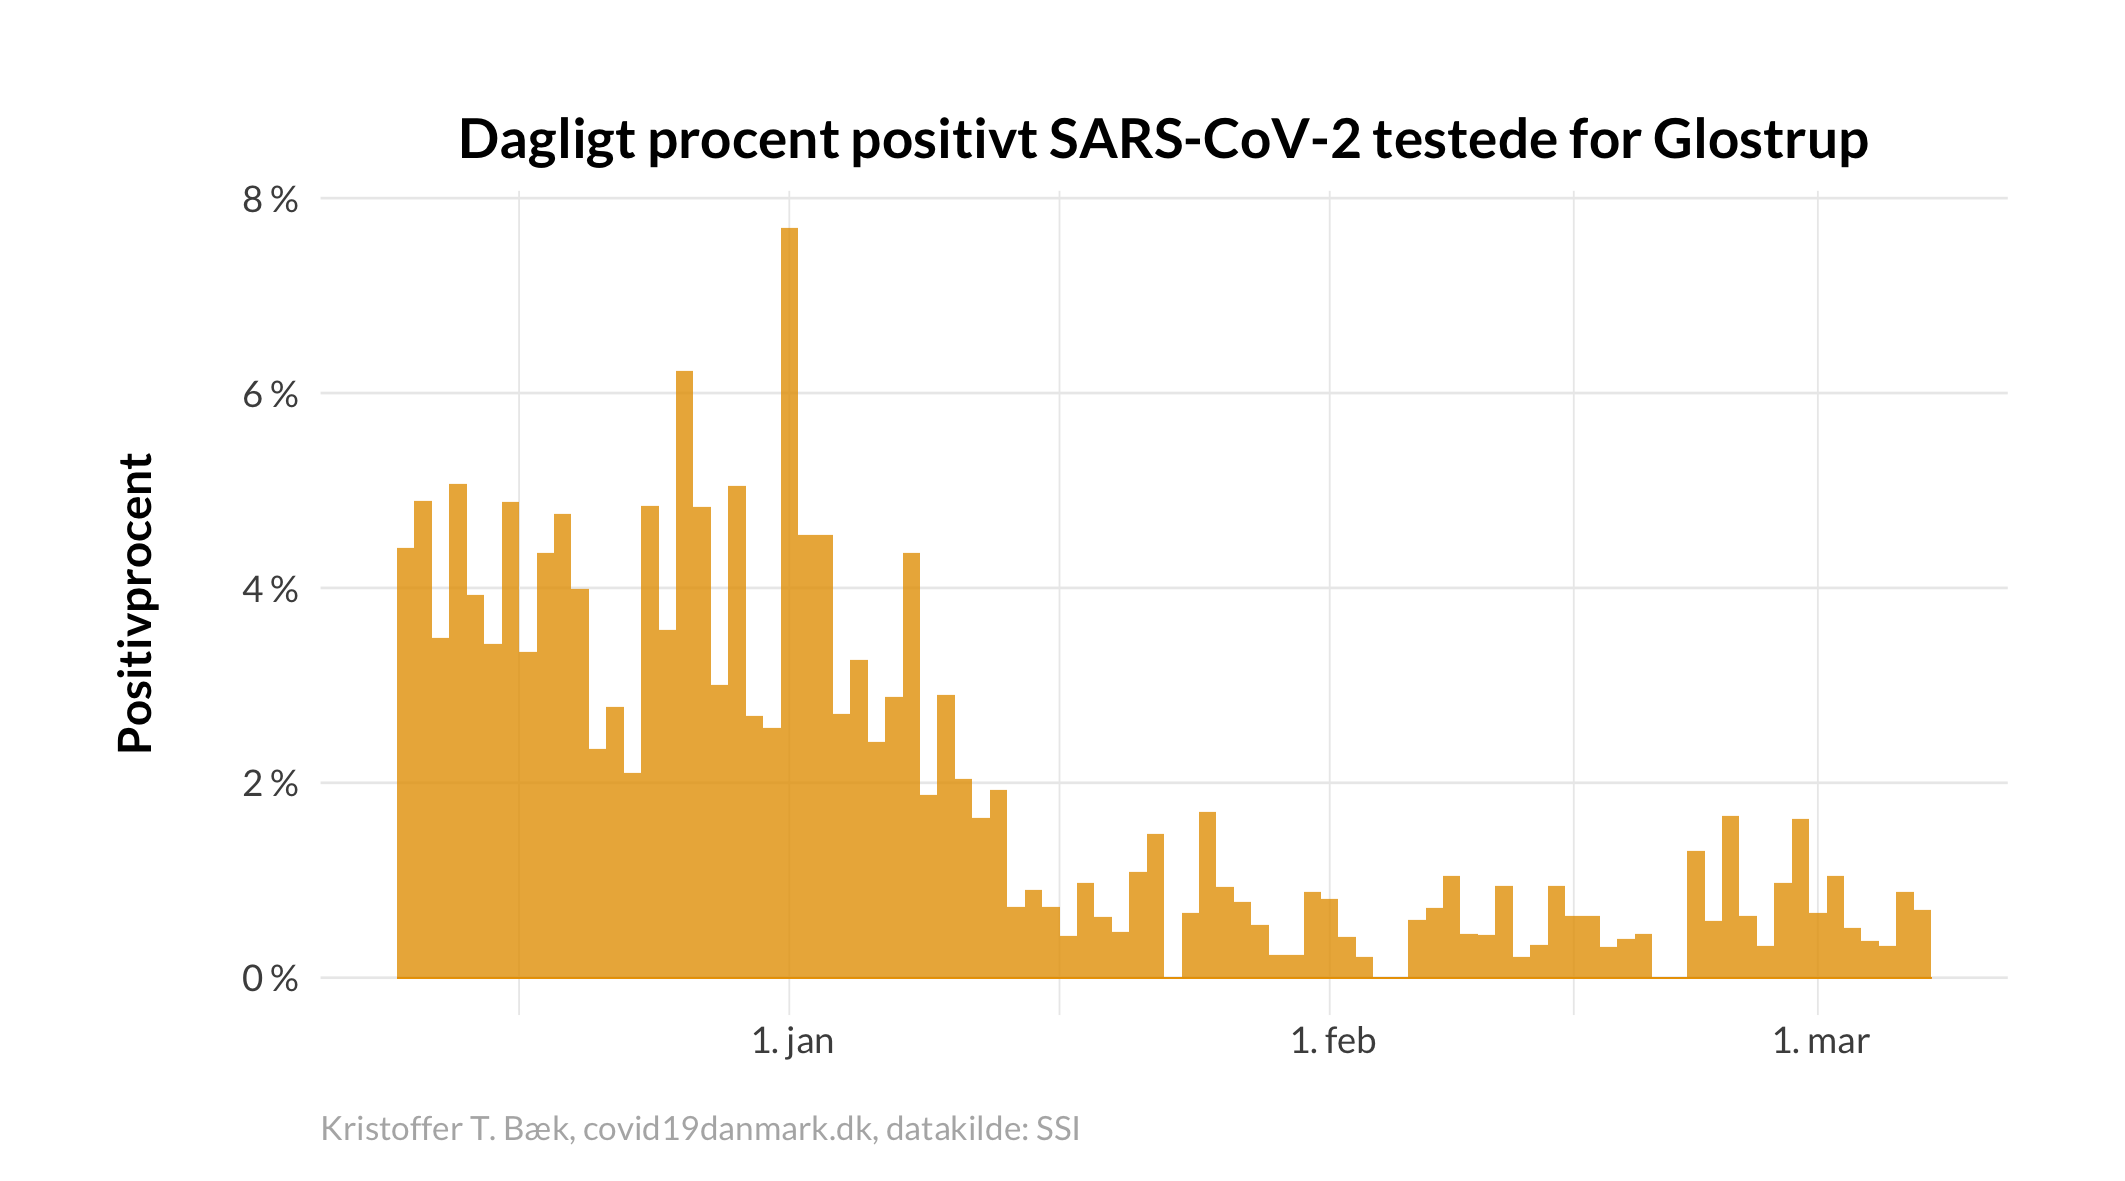 Dagligt procent positivt SARS-CoV-2 testede for Glostrup
Positivprocent
8 %
6 %
4 %
2 %
0 %
1. jan
1. feb
1. mar
Kristoffer T. Bæk, covid19danmark.dk, datakilde: SSI